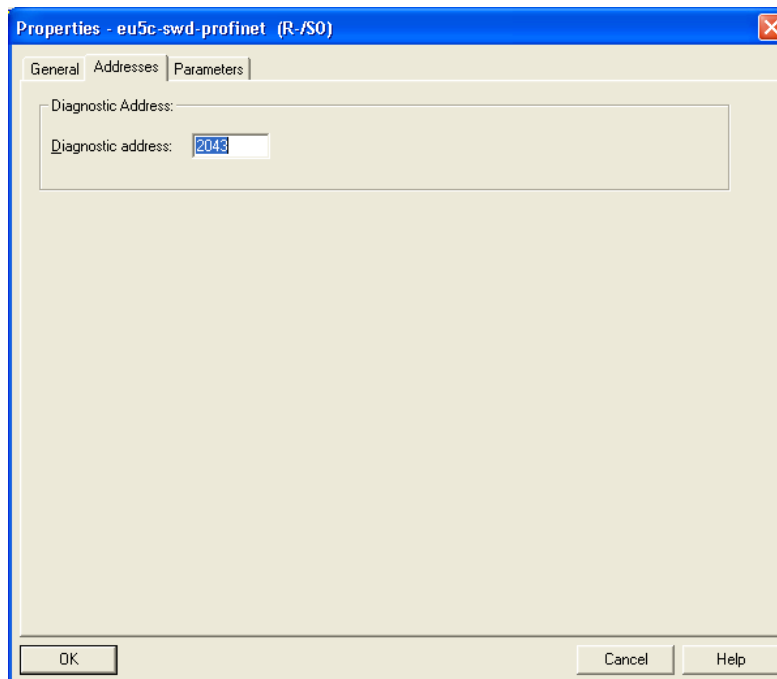 Properties - eu5c-swd-profinet (R-/S0)
General Addresses Parameters
Diagnostic Address:
Diagnostic address: 2043
OK Cancel Help